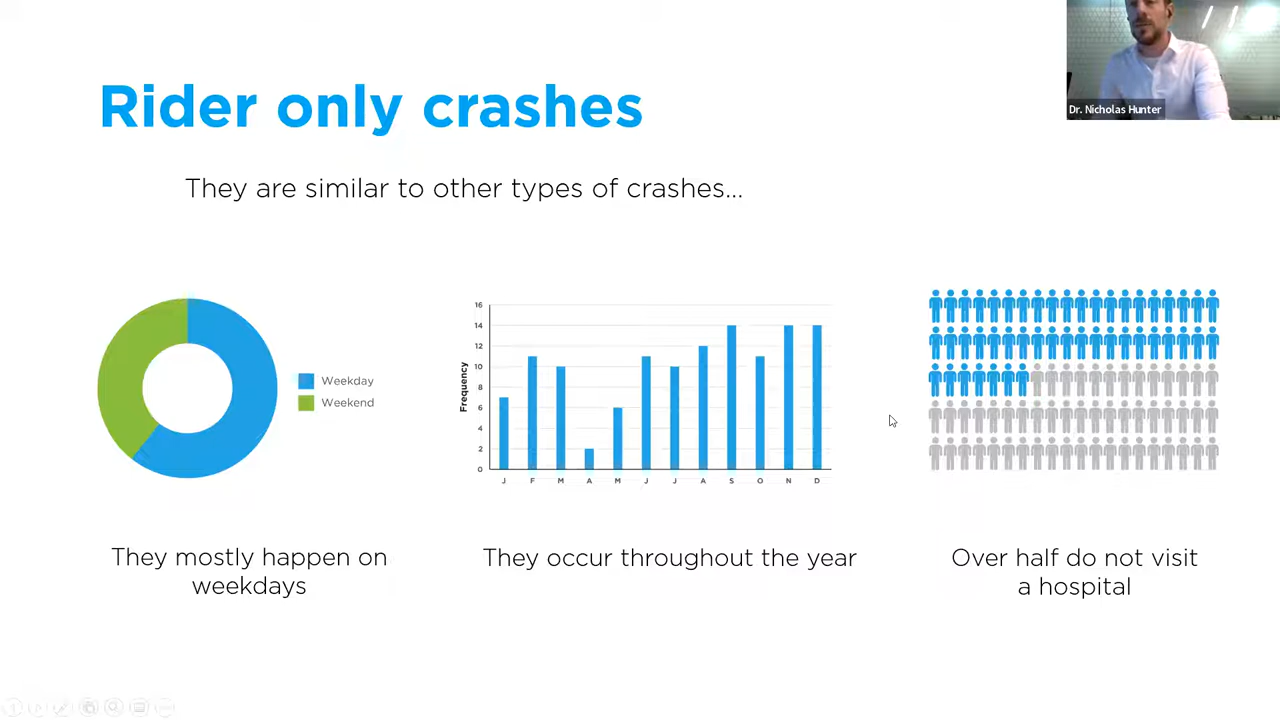 Dr. Nicholas Hunter
Rider only crashes
They are similar to other types of crashes...
Weekday
Weekend
They mostly happen on
weekdays
Frequency
16
14
12
10
8
6
4
2
0
J F M A M J J A S O N D
They occur throughout the year
Over half do not visit
a hospital